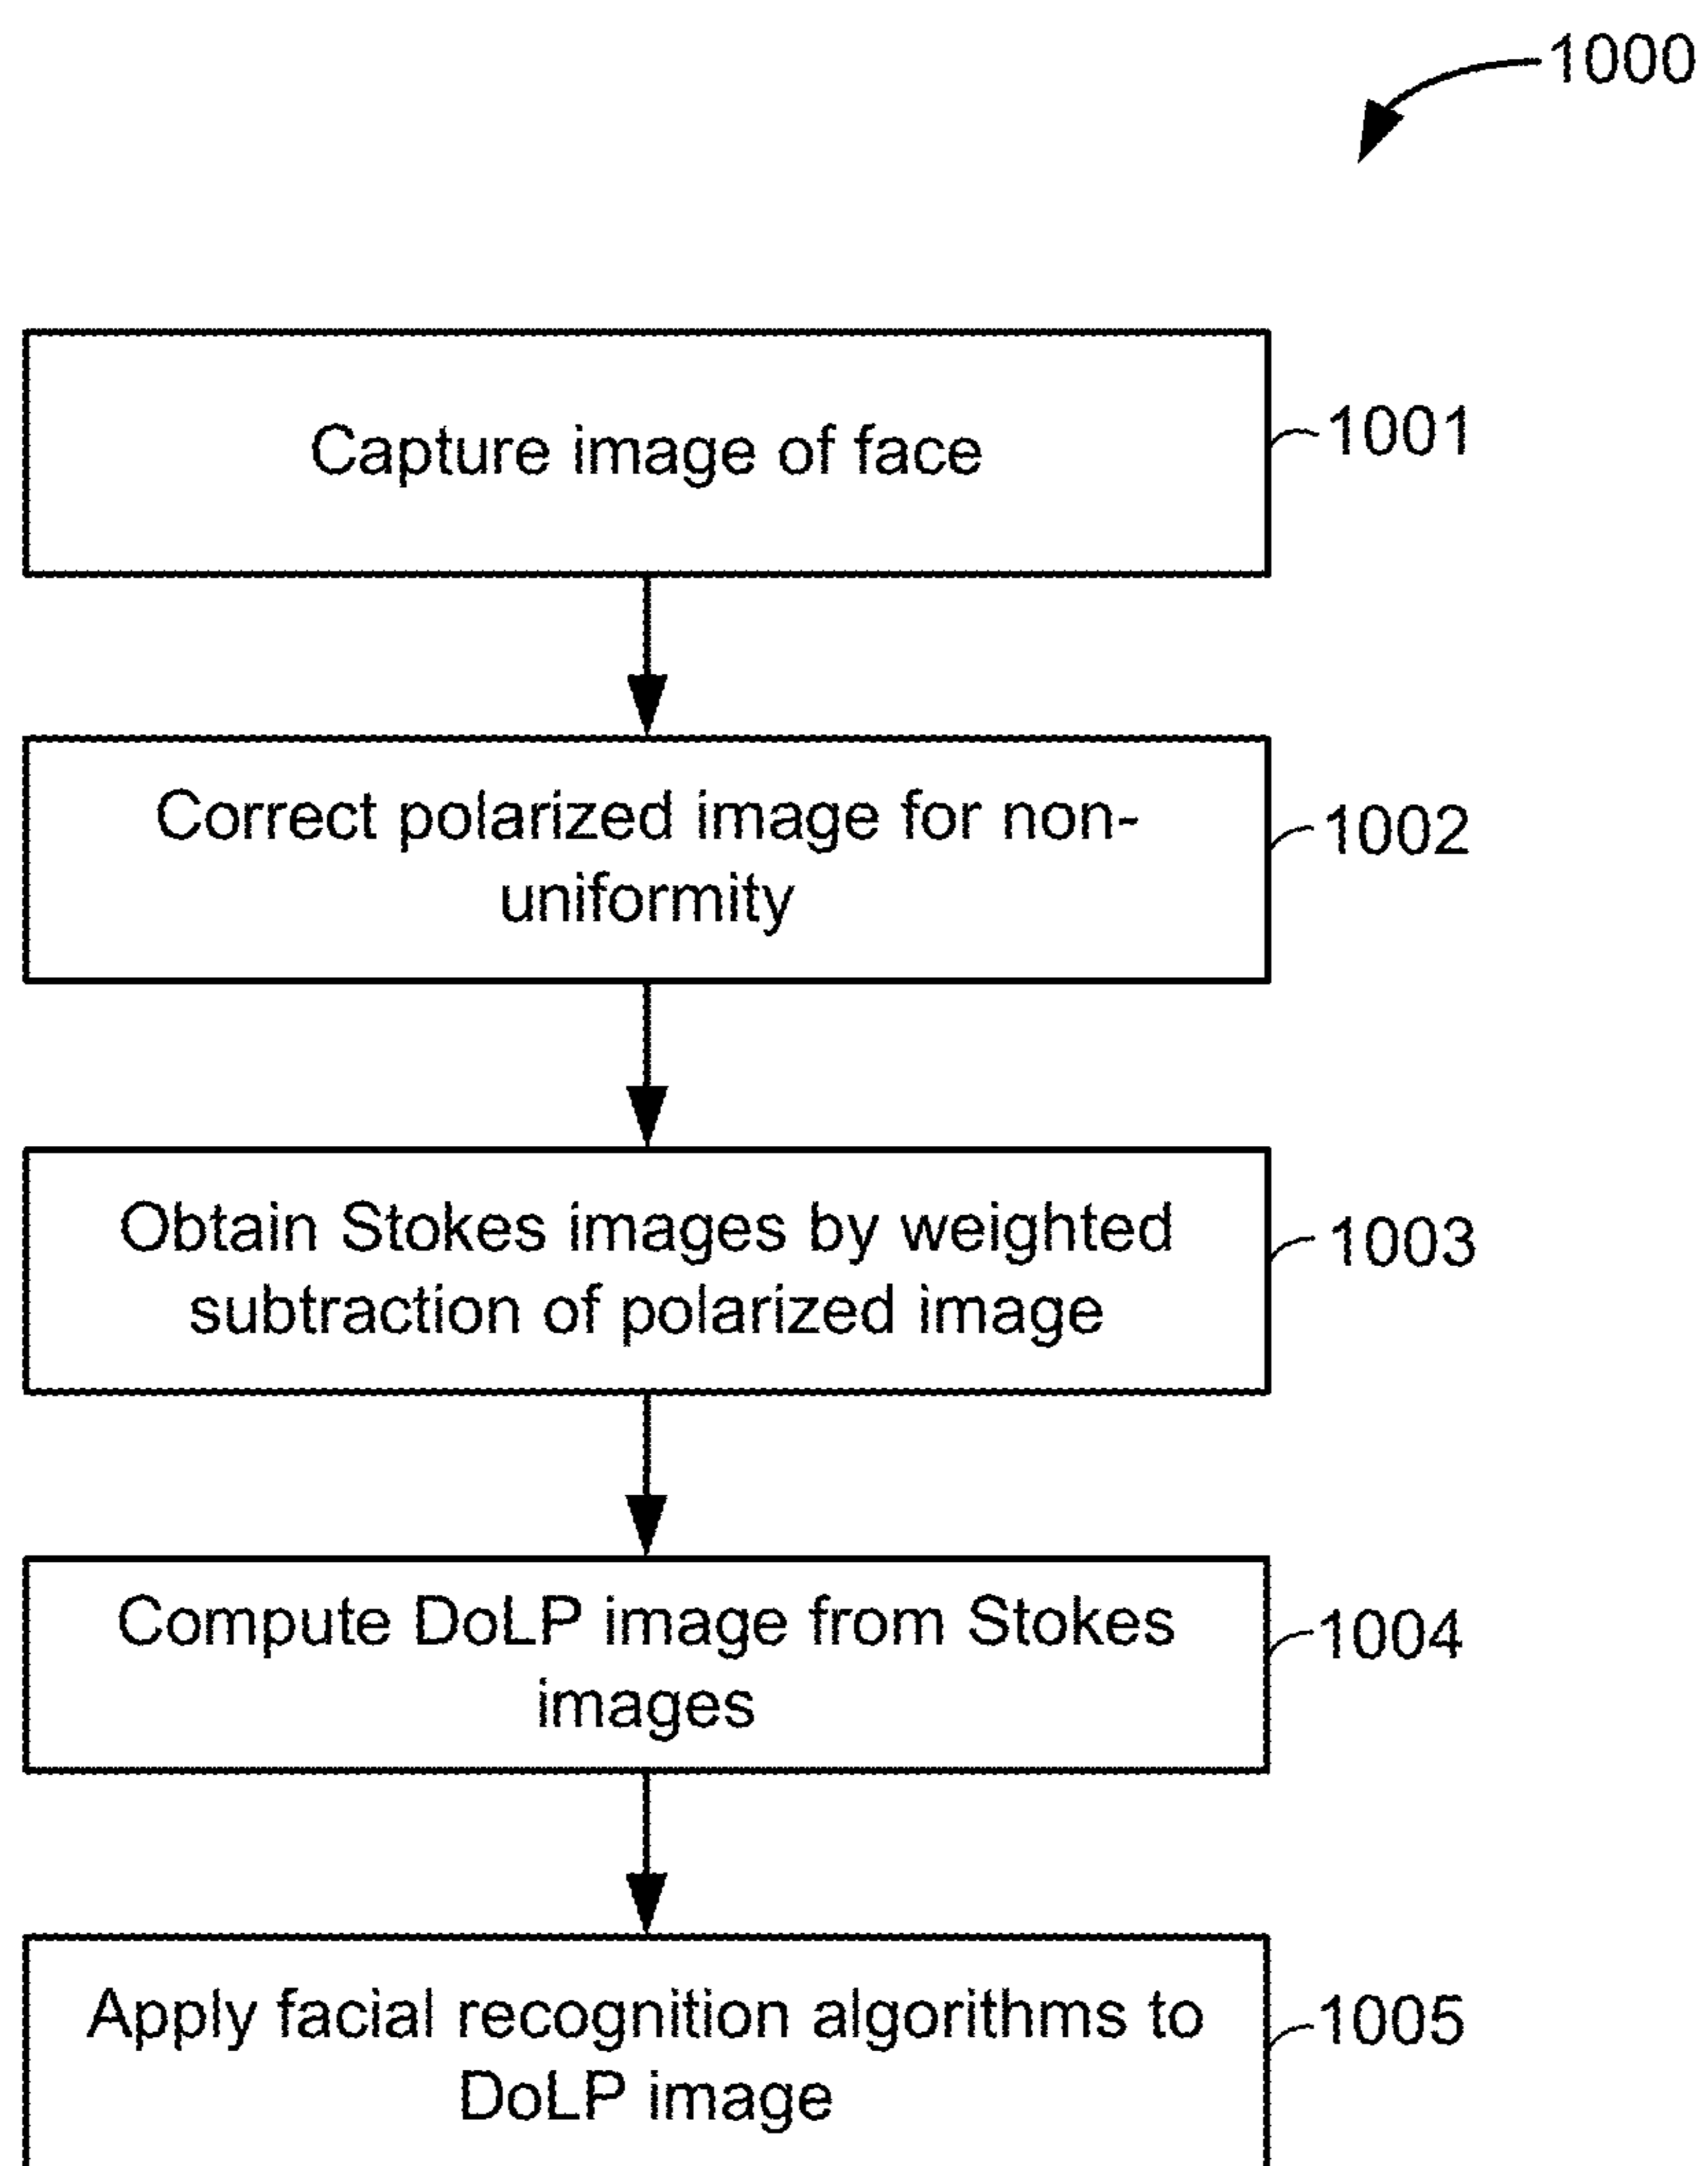 1000
Capture image of face
1001
Correct polarized image for non-
uniformity
1002
Obtain Stokes images by weighted
subtraction of polarized image
1003
Compute DoLP image from Stokes
images
1004
Apply facial recognition algorithms to
DoLP image
1005